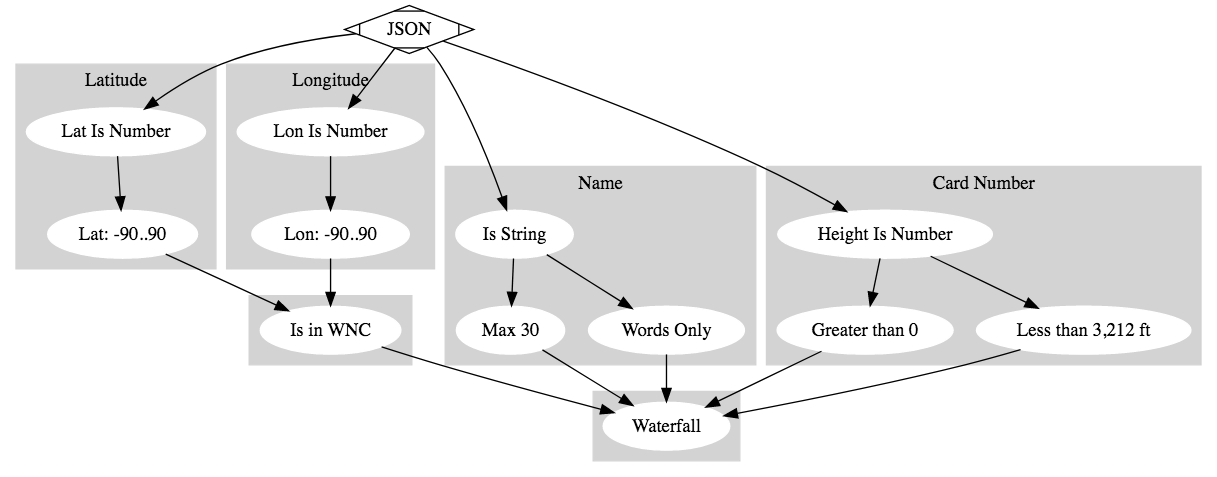 JSON
Latitude
Longitude
Lat Is Number
Lon Is Number
Name
Card Number
Lat: -90..90
Lon: -90..90
Is String
Height Is Number
Is in WNC
Max 30
Words Only
Greater than 0
Less than 3,212 ft
Waterfall